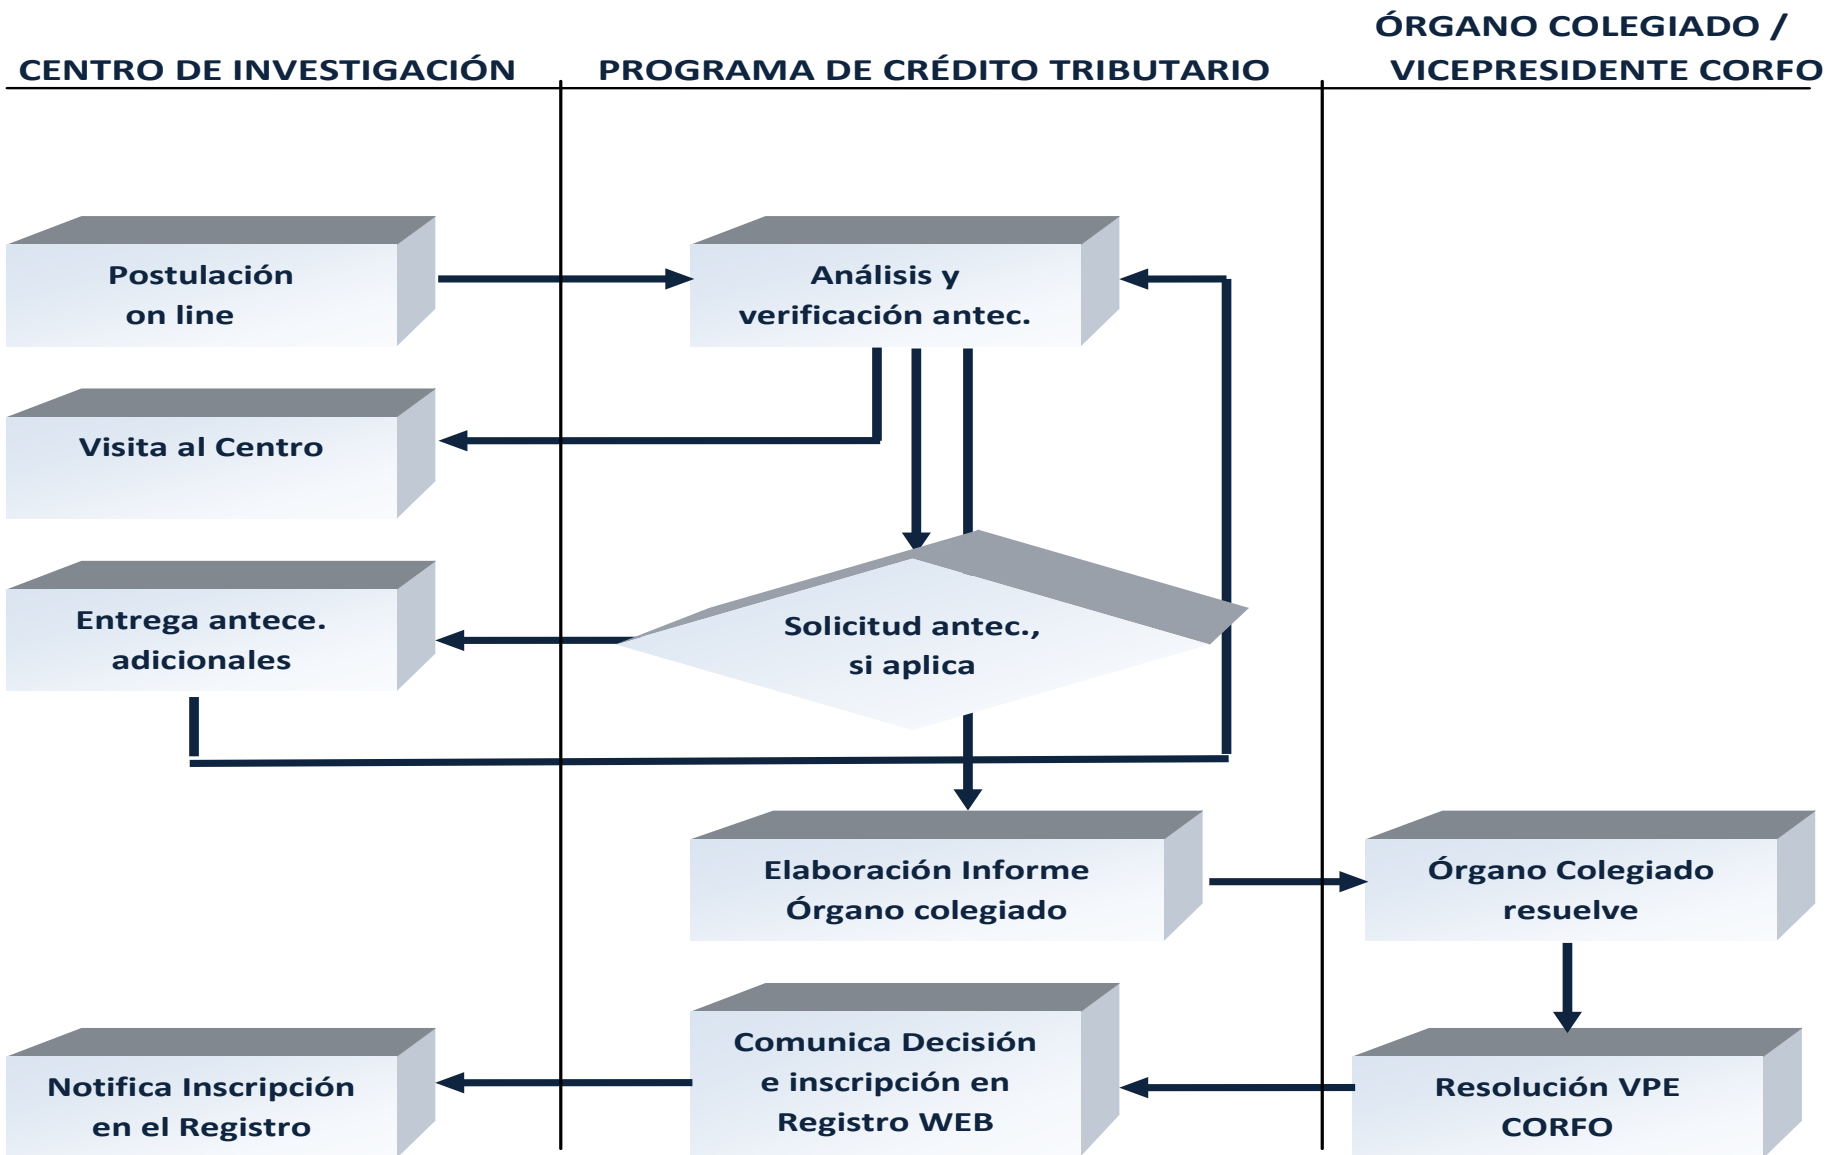 CENTRO DE INVESTIGACIÓN
PROGRAMA DE CRÉDITO TRIBUTARIO
ÓRGANO COLEGIADO /
VICEPRESIDENTE CORFO
Postulación
on line
Análisis y
verificación antec.
Visita al Centro
Entrega antece.
adicionales
Solicitud antec.,
si aplica
Elaboración Informe
Órgano colegiado
Órgano Colegiado
resuelve
Notifica Inscripción
en el Registro
Comunica Decisión
e inscripción en
Registro WEB
Resolución VPE
CORFO